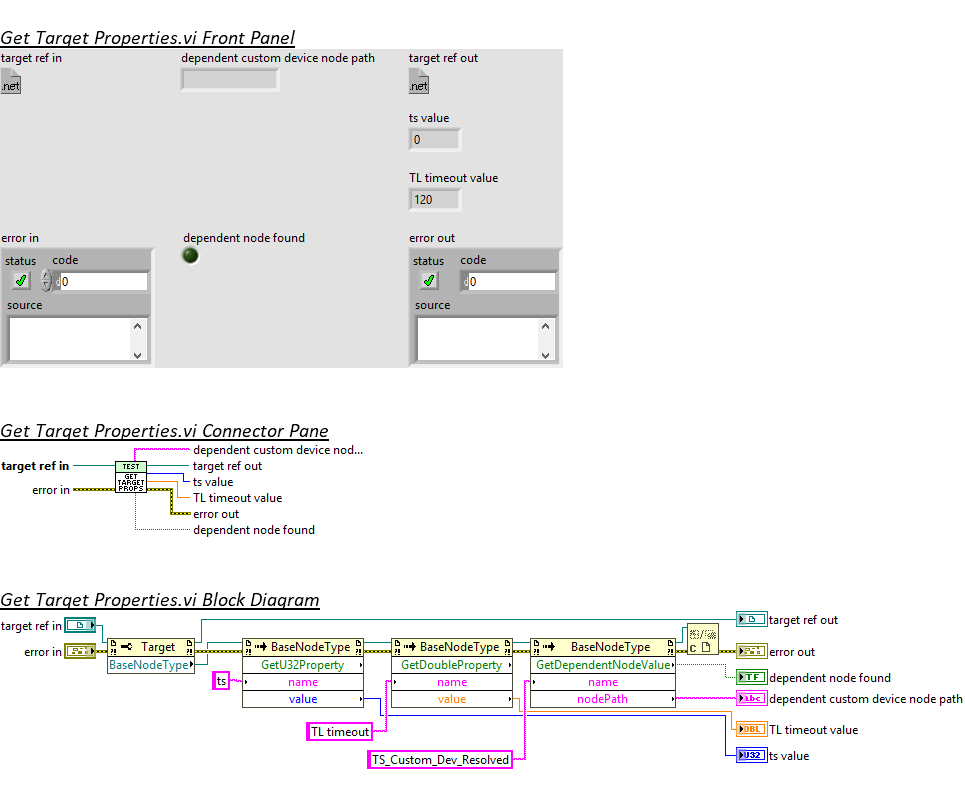 Get Target Properties.vi Front Panel
target ref in dependent custom device node path target ref out
.net .net
ts value
0
TL timeout value
120
error in dependent node found error out
status code status code
0 0
source source
Get Target Properties.vi Connector Pane
dependent custom device nod...
target ref in TEST target ref out
GET TARGET PROPS
ts value
error in TL timeout value
error out
dependent node found
Get Target Properties.vi Block Diagram
target ref in target ref out
error in Target BaseNodeType BaseNodeType BaseNodeType C error out
BaseNodeType GetU32Property GetDoubleProperty GetDependentNodeValue
ts name name name TF dependent node found
value value nodePath abc dependent custom device node path
TL timeout DBL TL timeout value
TS_Custom_Dev_Resolved U32 ts value